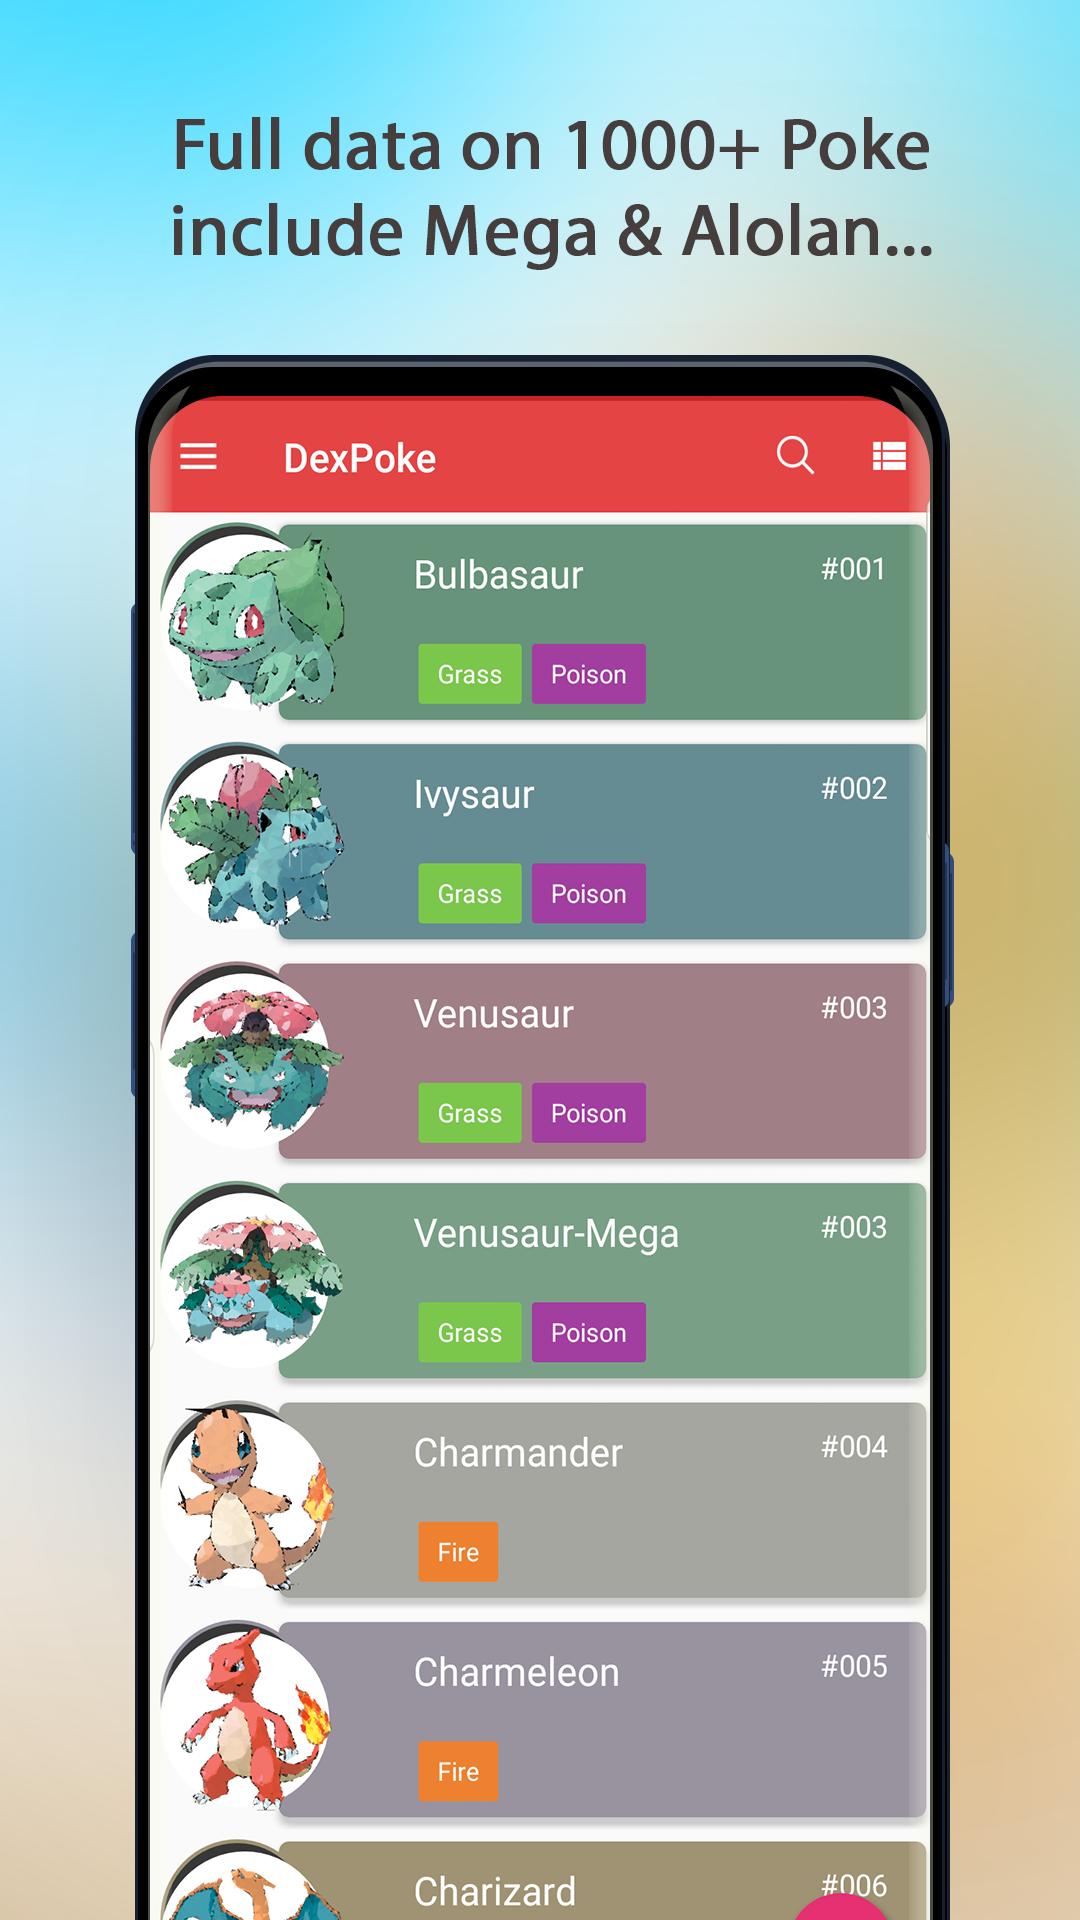 Full data on 1000+ Poke
include Mega & Alolan...
DexPoke
Bulbasaur #001
Grass Poison
Ivysaur #002
Grass Poison
Venusaur #003
Grass Poison
Venusaur-Mega #003
Grass Poison
Charmander #004
Fire
Charmeleon #005
Fire
Charizard #006